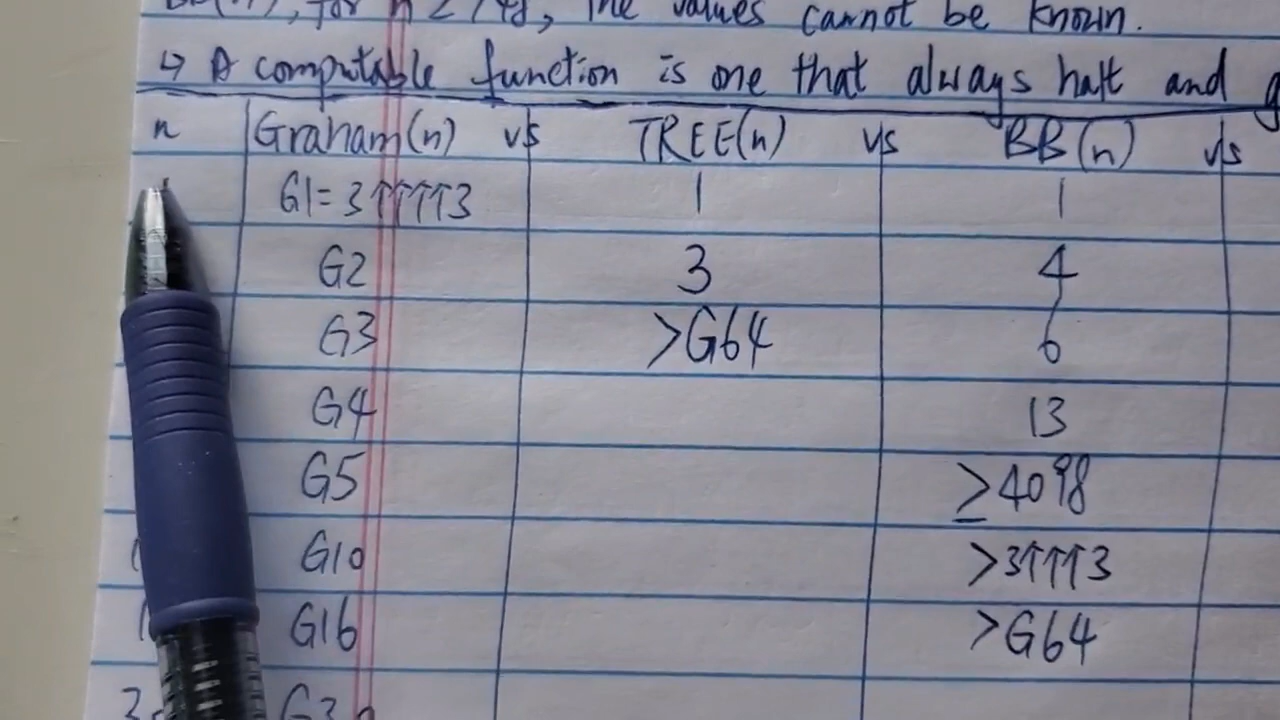 for n the values cannot be known.
↳ A computable function is one that always halt and
n Graham(n) vs TREE(n) vs BB(n) vs
G1=3↑↑↑↑3 1 1
G2 3 4
G3 >G64 6
G4 13
G5 ≥4098
G10 >3↑↑↑3
G16 >G64